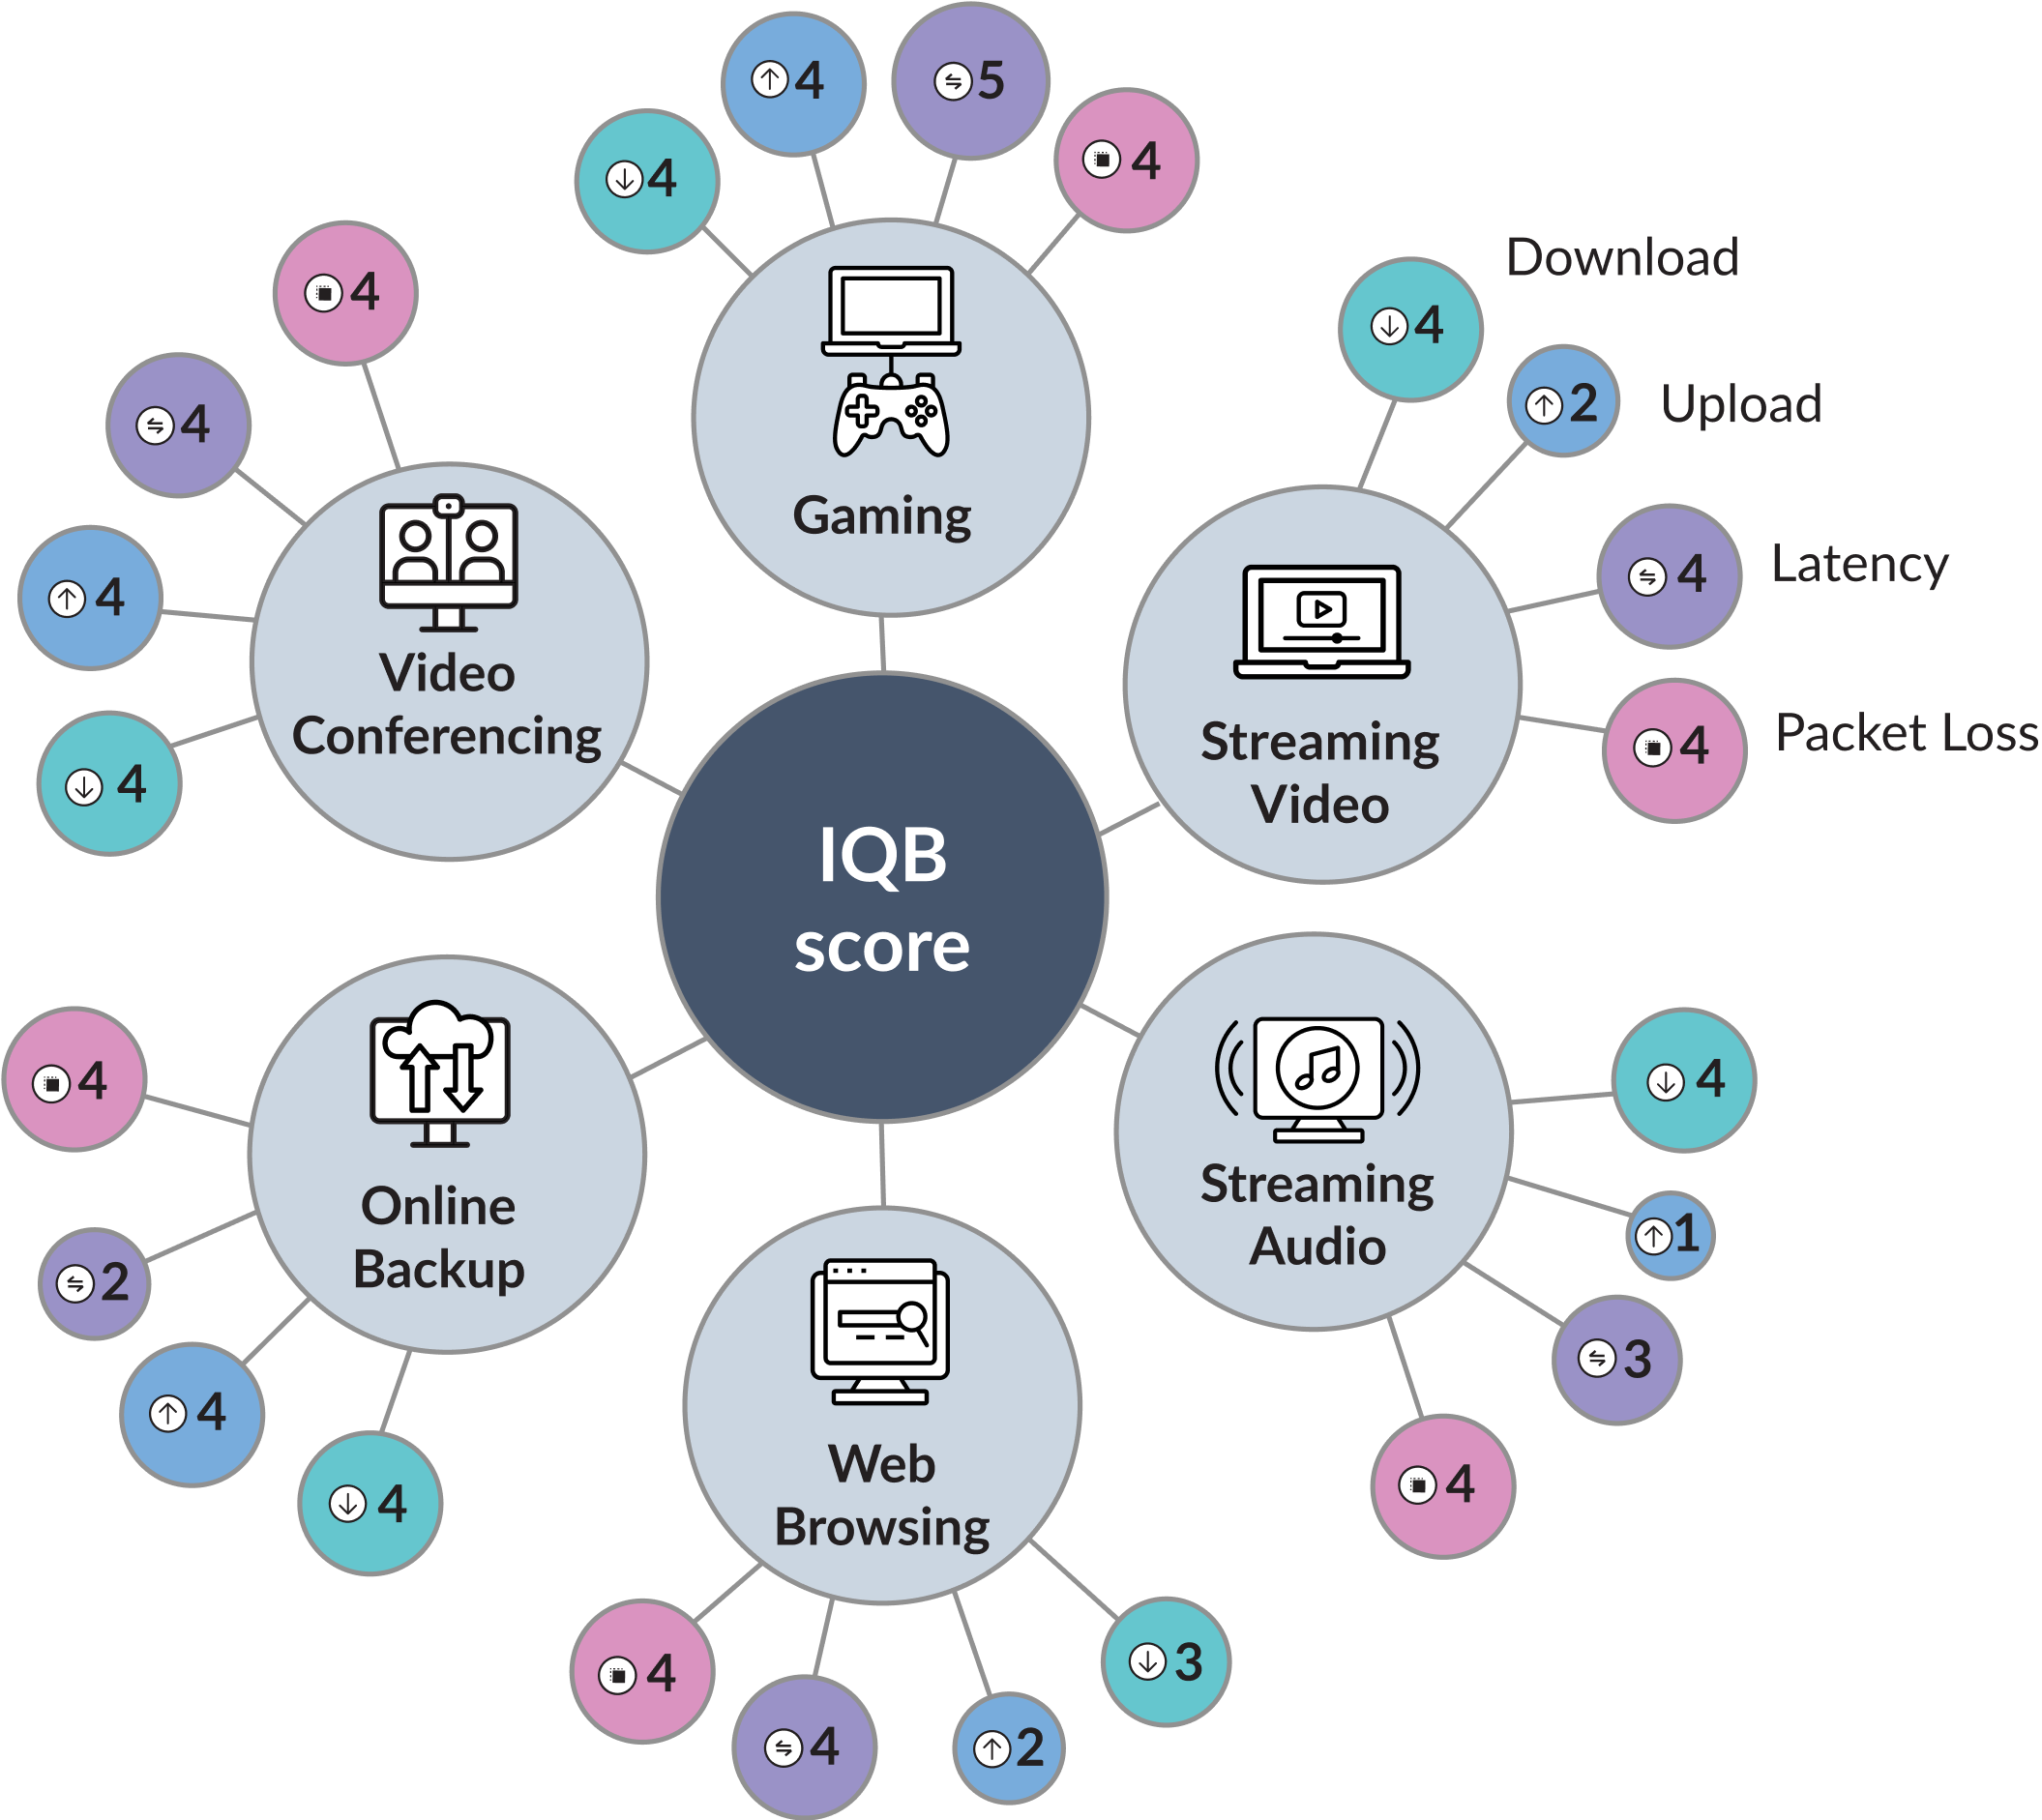 4
4
5
4
Gaming
Download
4
2
Upload
4
Latency
4
Packet Loss
Streaming
Video
4
4
4
4
Video
Conferencing
IQB
score
4
2
4
4
Online
Backup
4
1
3
4
Streaming
Audio
Web
Browsing
4
4
2
3